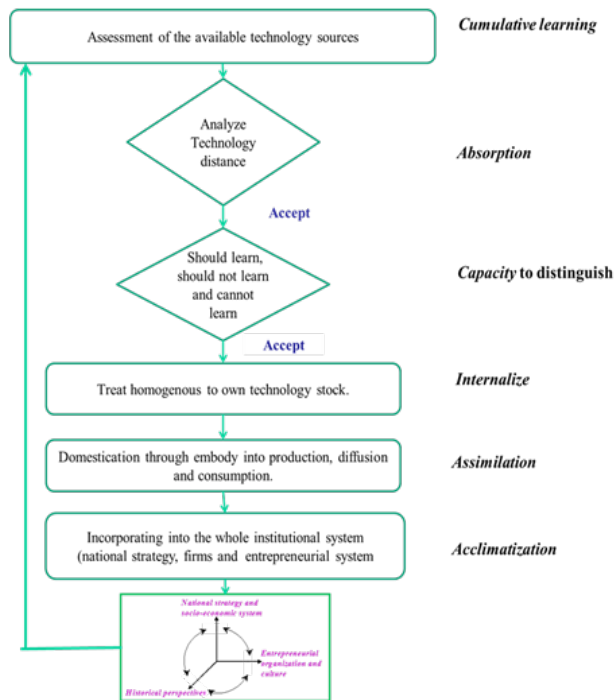 Assessment of the available technology sources
Cumulative learning
Analyze
Technology
distance
Absorption
Accept
Should learn,
should not learn
and cannot
learn
Capacity to distinguish
Accept
Treat homogenous to own technology stock.
Internalize
Domestication through embody into production, diffusion
and consumption.
Assimilation
Incorporating into the whole institutional system
(national strategy, firms and entrepreneurial system
Acclimatization
National strategy and
socio-economic system
Entrepreneurial
organization and
culture
Historical perspectives